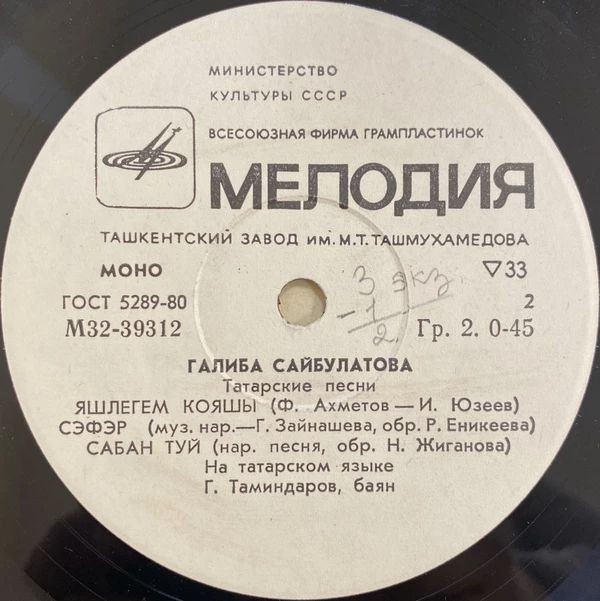 МИНИСТЕРСТВО
КУЛЬТУРЫ СССР
ВСЕСОЮЗНАЯ ФИРМА ГРАМПЛАСТИНОК
МЕЛОДИЯ
ТАШКЕНТСКИЙ ЗАВОД ИМ. М. Т. ТАШМУХАМЕДОВА
МОНО ▽33
ГОСТ 5289-80 2
М32-39312 Гр. 2. 0-45
3 экз.
-1
2.
ГАЛИБА САЙБУЛАТОВА
Татарские песни
ЯШЛЕГЕМ КОЯШЫ (Ф. Ахметов — И. Юзеев)
СЭФЭР (муз. нар.—Г. Зайнашева, обр. Р. Еникеева)
САБАН ТУЙ (нар. песня, обр. Н. Жиганова)
На татарском языке
Г. Таминдаров, баян